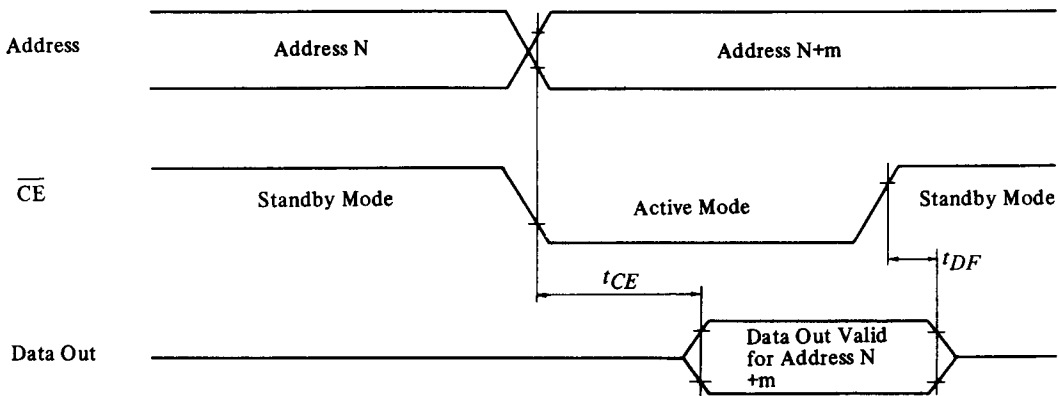 Address
Address N
Address N+m
CE
Standby Mode
Active Mode
Standby Mode
tDF
tCE
Data Out
Data Out Valid
for Address N
+m